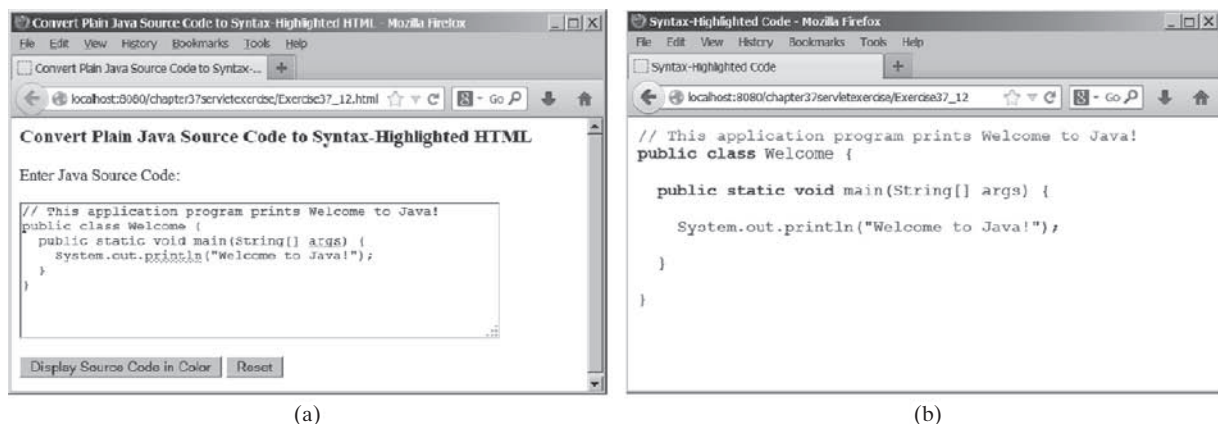 Convert Plain Java Source Code to Syntax-Highlighted HTML - Mozilla Firefox
File Edit View History Bookmarks Tools Help
Convert Plain Java Source Code to Syntax-...
localhost:8080/chapter37servletexercise/Exercise37_12.html
8 - Go
Convert Plain Java Source Code to Syntax-Highlighted HTML
Enter Java Source Code:
// This application program prints Welcome to Java!
public class Welcome {
  public static void main(String[] args) {
    System.out.println("Welcome to Java!");
  }
}
Display Source Code in Color Reset
(a)
Syntax-Highlighted Code - Mozilla Firefox
File Edit View History Bookmarks Tools Help
Syntax-Highlighted Code
localhost:8080/chapter37servletexercise/Exercise37_12
8 - Go
// This application program prints Welcome to Java!
public class Welcome {
  public static void main(String[] args) {
    System.out.println("Welcome to Java!");
  }
}
(b)